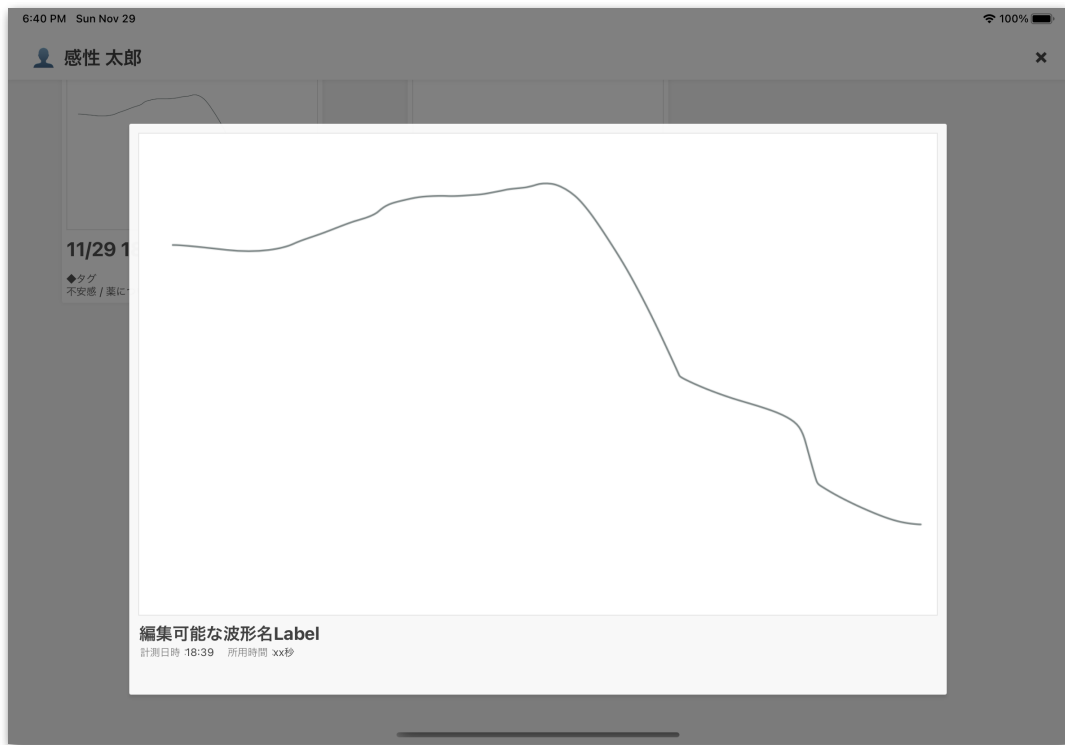 6:40 PM Sun Nov 29
100%
感性 太郎
×
11/29 1
◆タグ
不安感 / 薬に
編集可能な波形名Label
計測日時 :18:39 所用時間 :xx秒